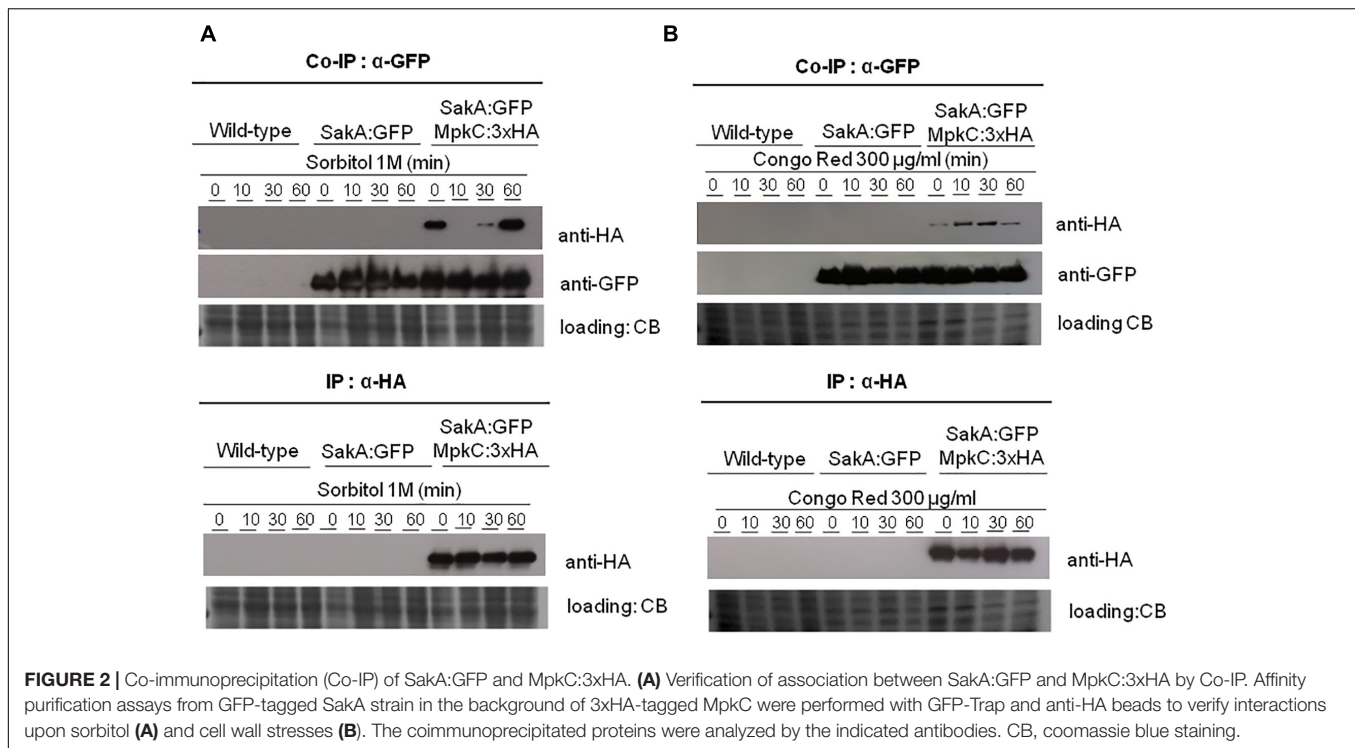 A
Co-IP : α-GFP
Wild-type SakA:GFP SakA:GFP MpkC:3xHA
Sorbitol 1M (min)
0 10 30 60 0 10 30 60 0 10 30 60
anti-HA
anti-GFP
loading: CB
IP : α-HA
Wild-type SakA:GFP SakA:GFP MpkC:3xHA
Sorbitol 1M (min)
0 10 30 60 0 10 30 60 0 10 30 60
anti-HA
loading: CB
B
Co-IP : α-GFP
Wild-type SakA:GFP SakA:GFP MpkC:3xHA
Congo Red 300 µg/ml (min)
0 10 30 60 0 10 30 60 0 10 30 60
anti-HA
anti-GFP
loading CB
IP : α-HA
Wild-type SakA:GFP SakA:GFP MpkC:3xHA
Congo Red 300 µg/ml
0 10 30 60 0 10 30 60 0 10 30 60
anti-HA
loading:CB
FIGURE 2 | Co-immunoprecipitation (Co-IP) of SakA:GFP and MpkC:3xHA. (A) Verification of association between SakA:GFP and MpkC:3xHA by Co-IP. Affinity
purification assays from GFP-tagged SakA strain in the background of 3xHA-tagged MpkC were performed with GFP-Trap and anti-HA beads to verify interactions
upon sorbitol (A) and cell wall stresses (B). The coimmunoprecipitated proteins were analyzed by the indicated antibodies. CB, coomassie blue staining.